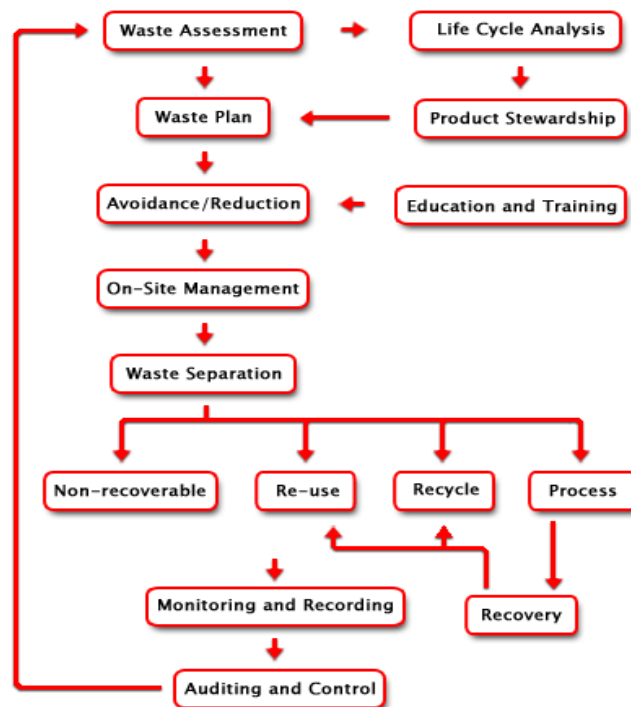 Waste Assessment
Life Cycle Analysis
Waste Plan
Product Stewardship
Avoidance/Reduction
Education and Training
On-Site Management
Waste Separation
Non-recoverable
Re-use
Recycle
Process
Monitoring and Recording
Recovery
Auditing and Control